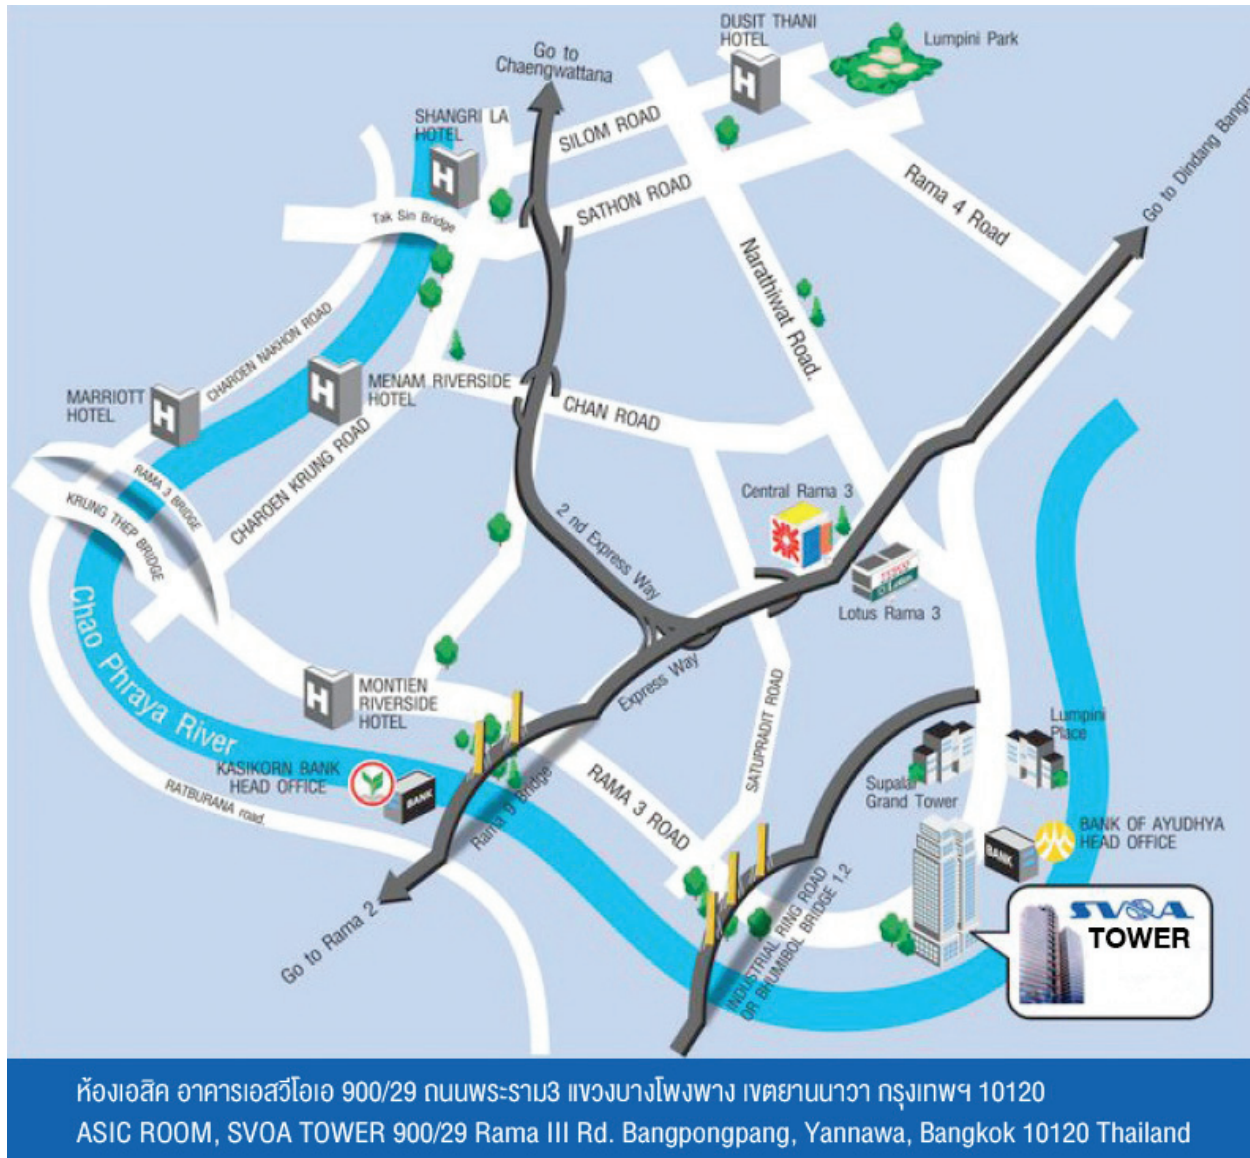 DUSIT THANI
HOTEL
Lumpini Park
Go to
Chaengwattana
SHANGRI LA
HOTEL
SILOM ROAD
SATHON ROAD
Rama 4 Road
Go to Dindang Bangna
Tak Sin Bridge
Narathiwat Road.
CHAROEN NAKHON ROAD
MARRIOTT
HOTEL
MENAM RIVERSIDE
HOTEL
CHAN ROAD
CHAROEN KRUNG ROAD
RAMA 3 BRIDGE
KRUNG THEP BRIDGE
Central Rama 3
2 nd Express Way
Lotus Rama 3
Chao Phraya River
Express Way
MONTIEN
RIVERSIDE
HOTEL
SATUPRADIT ROAD
Lumpini
Place
KASIKORN BANK
HEAD OFFICE
BANK
RATBURANA road.
Rama 9 Bridge
RAMA 3 ROAD
Supalai
Grand Tower
BANK
BANK OF AYUDHYA
HEAD OFFICE
Go to Rama 2
INDUSTRIAL RING ROAD
OR BHUMIBOL BRIDGE 1,2
SVOA
TOWER
ห้องเอสิค อาคารเอสวีโอเอ 900/29 ถนนพระราม3 แขวงบางโพงพาง เขตยานนาวา กรุงเทพฯ 10120
ASIC ROOM, SVOA TOWER 900/29 Rama III Rd. Bangpongpang, Yannawa, Bangkok 10120 Thailand